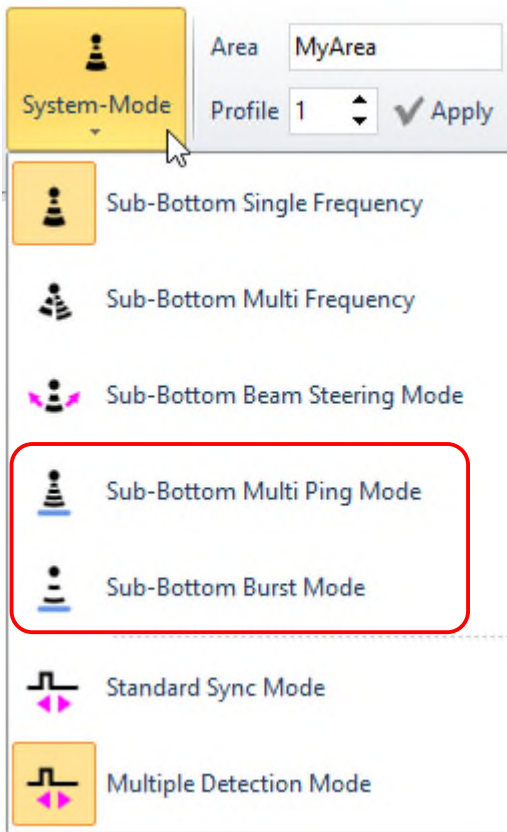 Area MyArea
System-Mode Profile 1 Apply
Sub-Bottom Single Frequency
Sub-Bottom Multi Frequency
Sub-Bottom Beam Steering Mode
Sub-Bottom Multi Ping Mode
Sub-Bottom Burst Mode
Standard Sync Mode
Multiple Detection Mode